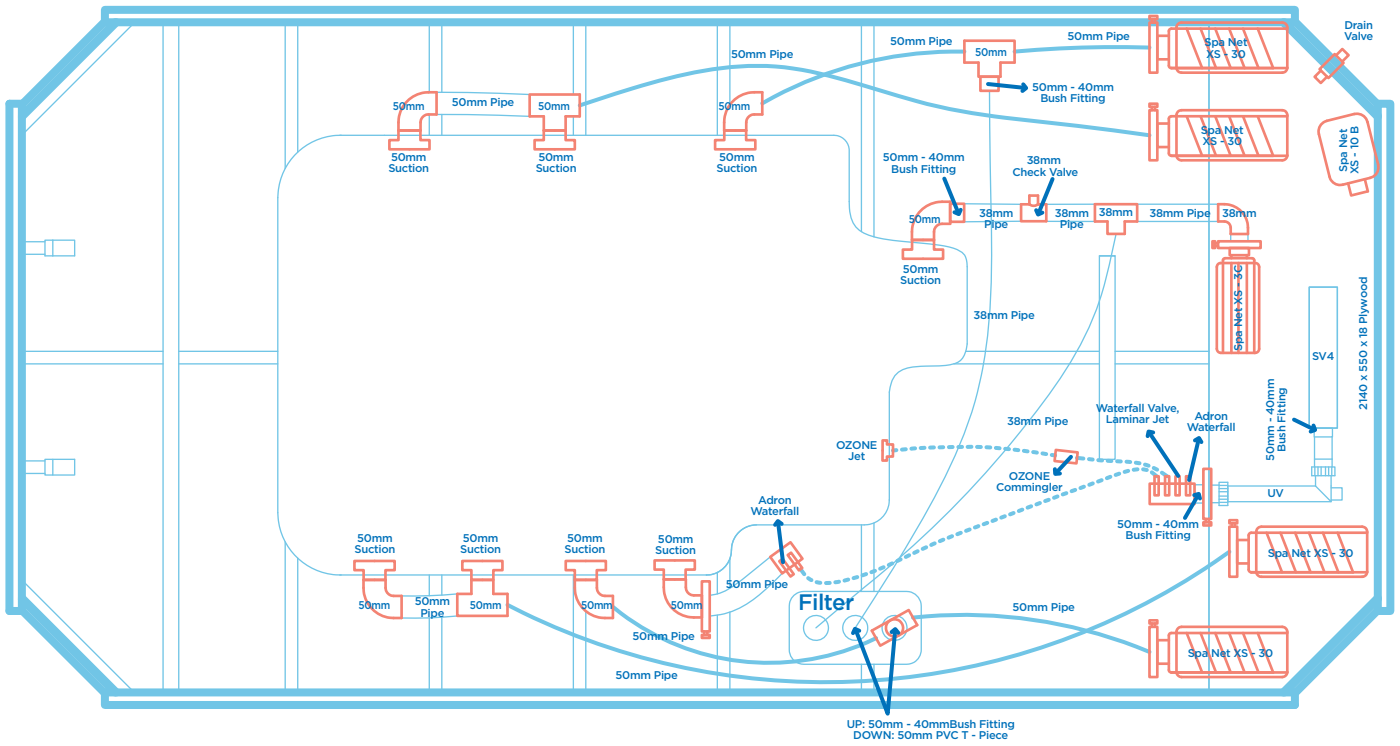 50mm Pipe
50mm Pipe
50mm Pipe
50mm
Spa Net
XS - 30
Drain
Valve
50mm - 40mm
Bush Fitting
50mm
50mm Pipe
50mm
50mm
50mm
Suction
50mm
Suction
50mm
Suction
Spa Net
XS - 30
Spa Net
XS - 10 B
50mm - 40mm
Bush Fitting
38mm
Check Valve
50mm
38mm
Pipe
38mm
Pipe
38mm
38mm Pipe
38mm
50mm
Suction
Spa Net XS - 3C
38mm Pipe
SV4
2140 x 550 x 18 Plywood
50mm - 40mm
Bush Fitting
Waterfall Valve,
Laminar Jet
Adron
Waterfall
38mm Pipe
OZONE
Jet
OZONE
Commingler
UV
50mm - 40mm
Bush Fitting
Adron
Waterfall
50mm
Suction
50mm
Suction
50mm
Suction
50mm
Suction
Spa Net XS - 30
50mm Pipe
50mm
50mm
Pipe
50mm
50mm
50mm
Filter
50mm Pipe
50mm Pipe
Spa Net XS - 30
50mm Pipe
UP: 50mm - 40mmBush Fitting
DOWN: 50mm PVC T - Piece